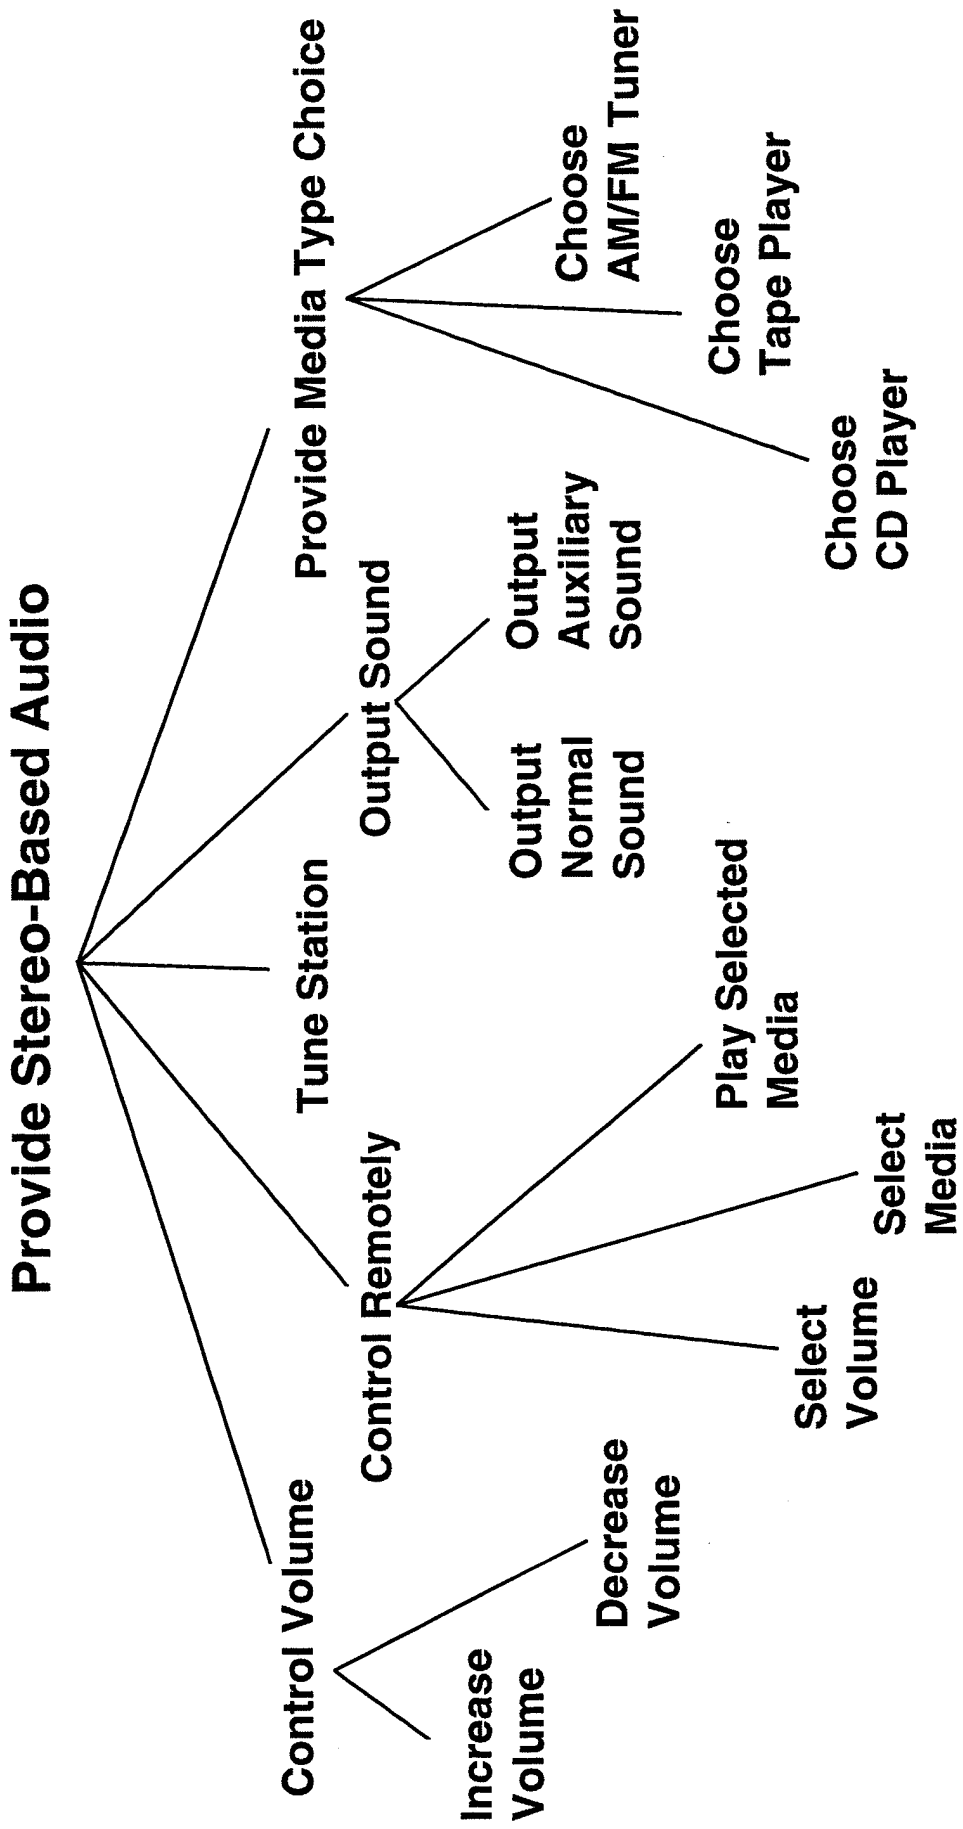 Provide Stereo-Based Audio
Control Volume
Control Remotely
Tune Station
Output Sound
Provide Media Type Choice
Increase
Volume
Decrease
Volume
Select
Volume
Select
Media
Play Selected
Media
Output
Normal
Sound
Output
Auxiliary
Sound
Choose
CD Player
Choose
Tape Player
Choose
AM/FM Tuner